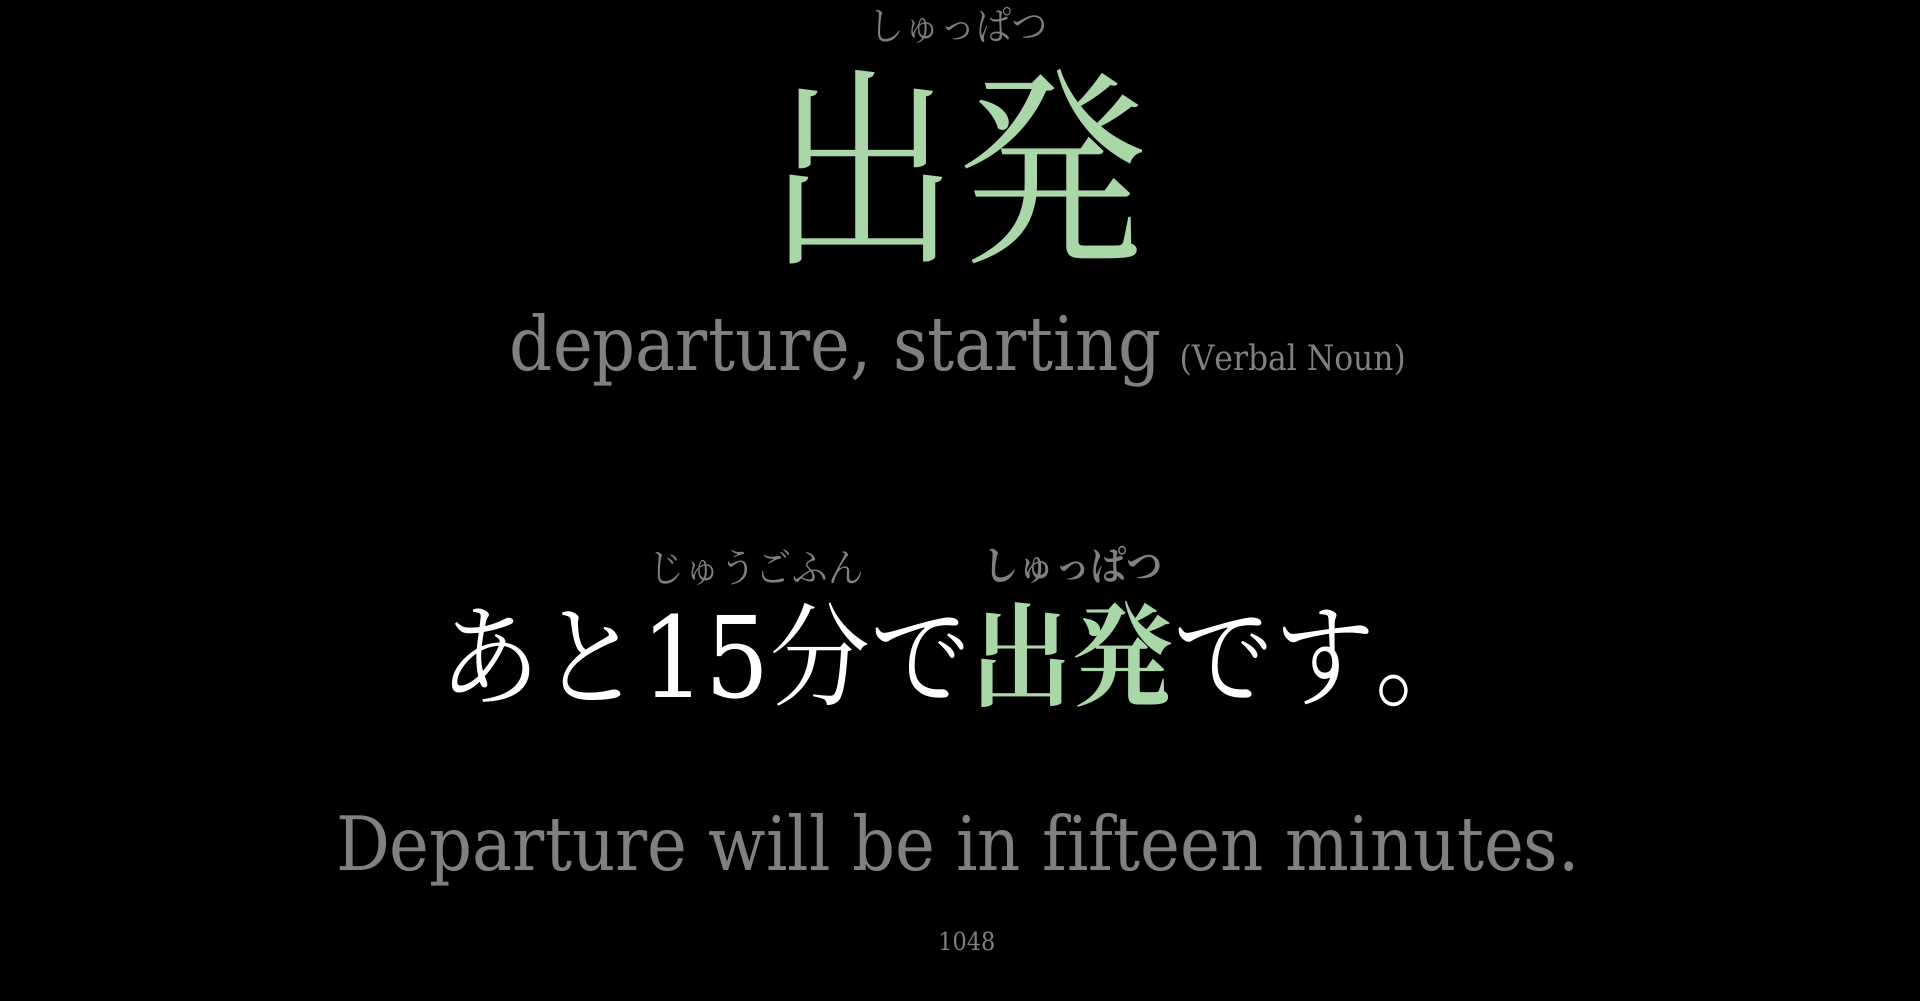 しゅっぱつ
出発
departure, starting (Verbal Noun)
じゅうごふん しゅっぱつ
あと15分で出発です。
Departure will be in fifteen minutes.
1048